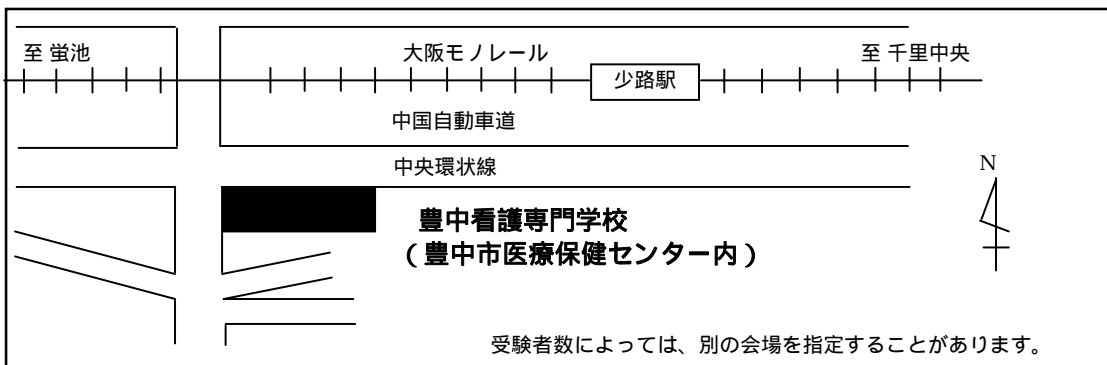 至 蛍池
大阪モノレール
至 千里中央
少路駅
中国自動車道
中央環状線
N
豊中看護専門学校
（豊中市医療保健センター内）
受験者数によっては、別の会場を指定することがあります。